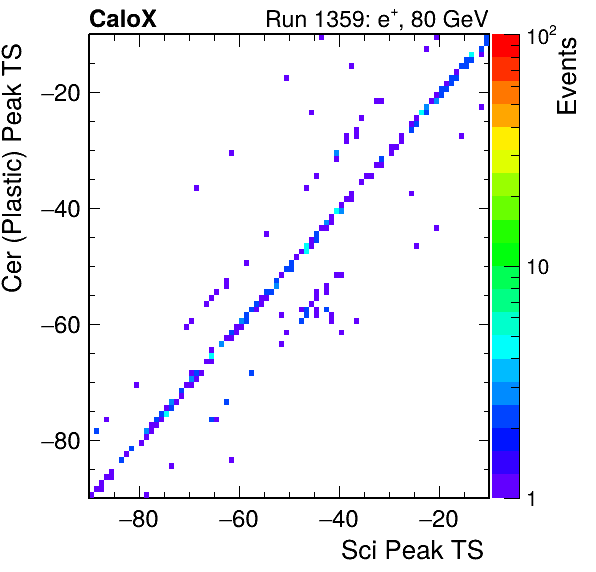 CaloX Run 1359: e⁺, 80 GeV
Cer (Plastic) Peak TS
−20
−40
−60
−80
−80 −60 −40 −20
Sci Peak TS
10²
10
1
Events